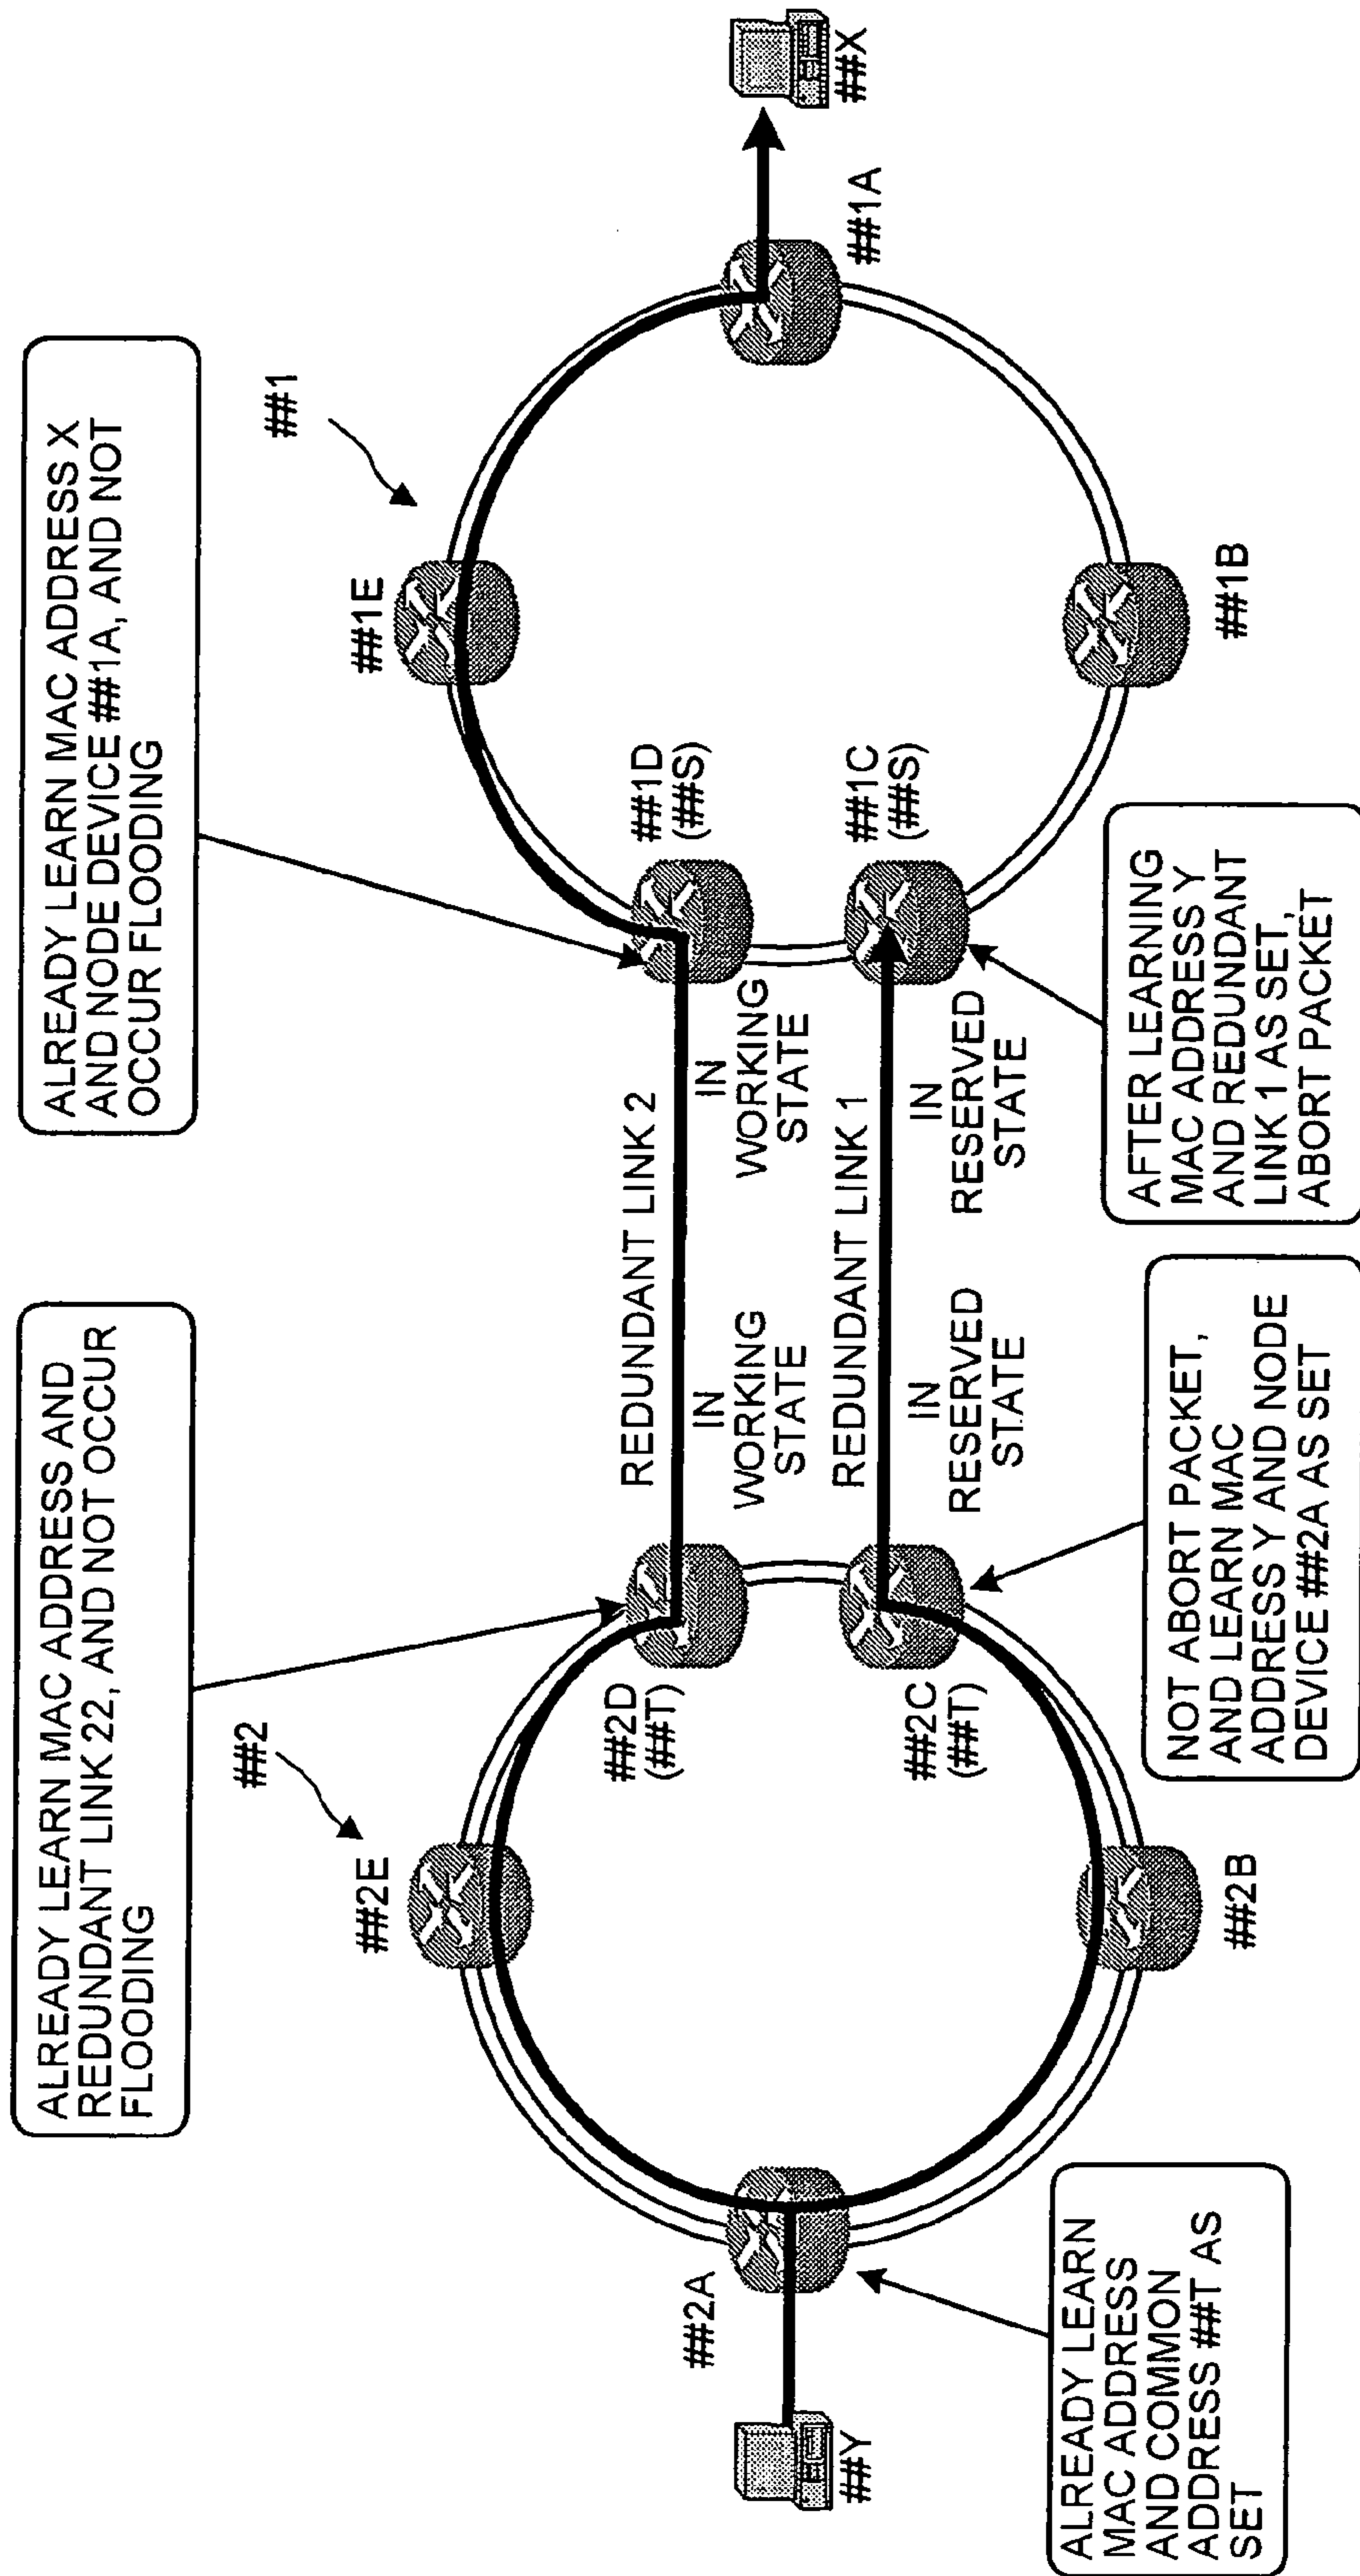 ALREADY LEARN MAC ADDRESS AND
REDUNDANT LINK 22, AND NOT OCCUR
FLOODING
ALREADY LEARN MAC ADDRESS X
AND NODE DEVICE ##1A, AND NOT
OCCUR FLOODING
##2
##1
##2E
##1E
##2D
(##T)
REDUNDANT LINK 2
##1D
(##S)
IN
WORKING
STATE
IN
WORKING
STATE
##2A
##Y
##1A
##X
##2C
(##T)
REDUNDANT LINK 1
##1C
(##S)
IN
RESERVED
STATE
IN
RESERVED
STATE
##2B
##1B
ALREADY LEARN
MAC ADDRESS
AND COMMON
ADDRESS ##T AS
SET
NOT ABORT PACKET,
AND LEARN MAC
ADDRESS Y AND NODE
DEVICE ##2A AS SET
AFTER LEARNING
MAC ADDRESS Y
AND REDUNDANT
LINK 1 AS SET,
ABORT PACKET